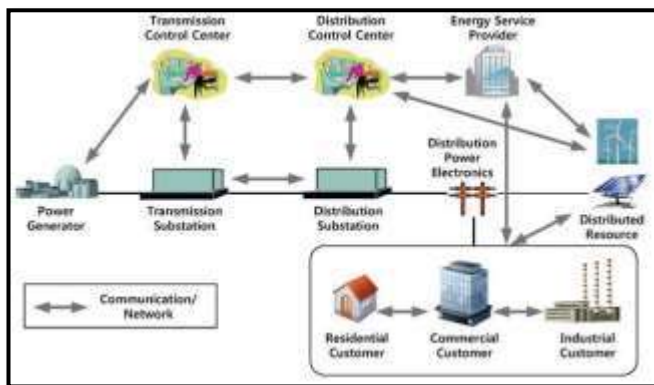 Transmission
Control Center
Distribution
Control Center
Energy Service
Provider
Distribution
Power
Electronics
Power
Generator
Transmission
Substation
Distribution
Substation
Distributed
Resource
Communication/
Network
Residential
Customer
Commercial
Customer
Industrial
Customer